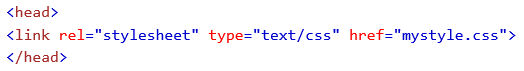 <head>
<link rel="stylesheet" type="text/css" href="mystyle.css">
</head>